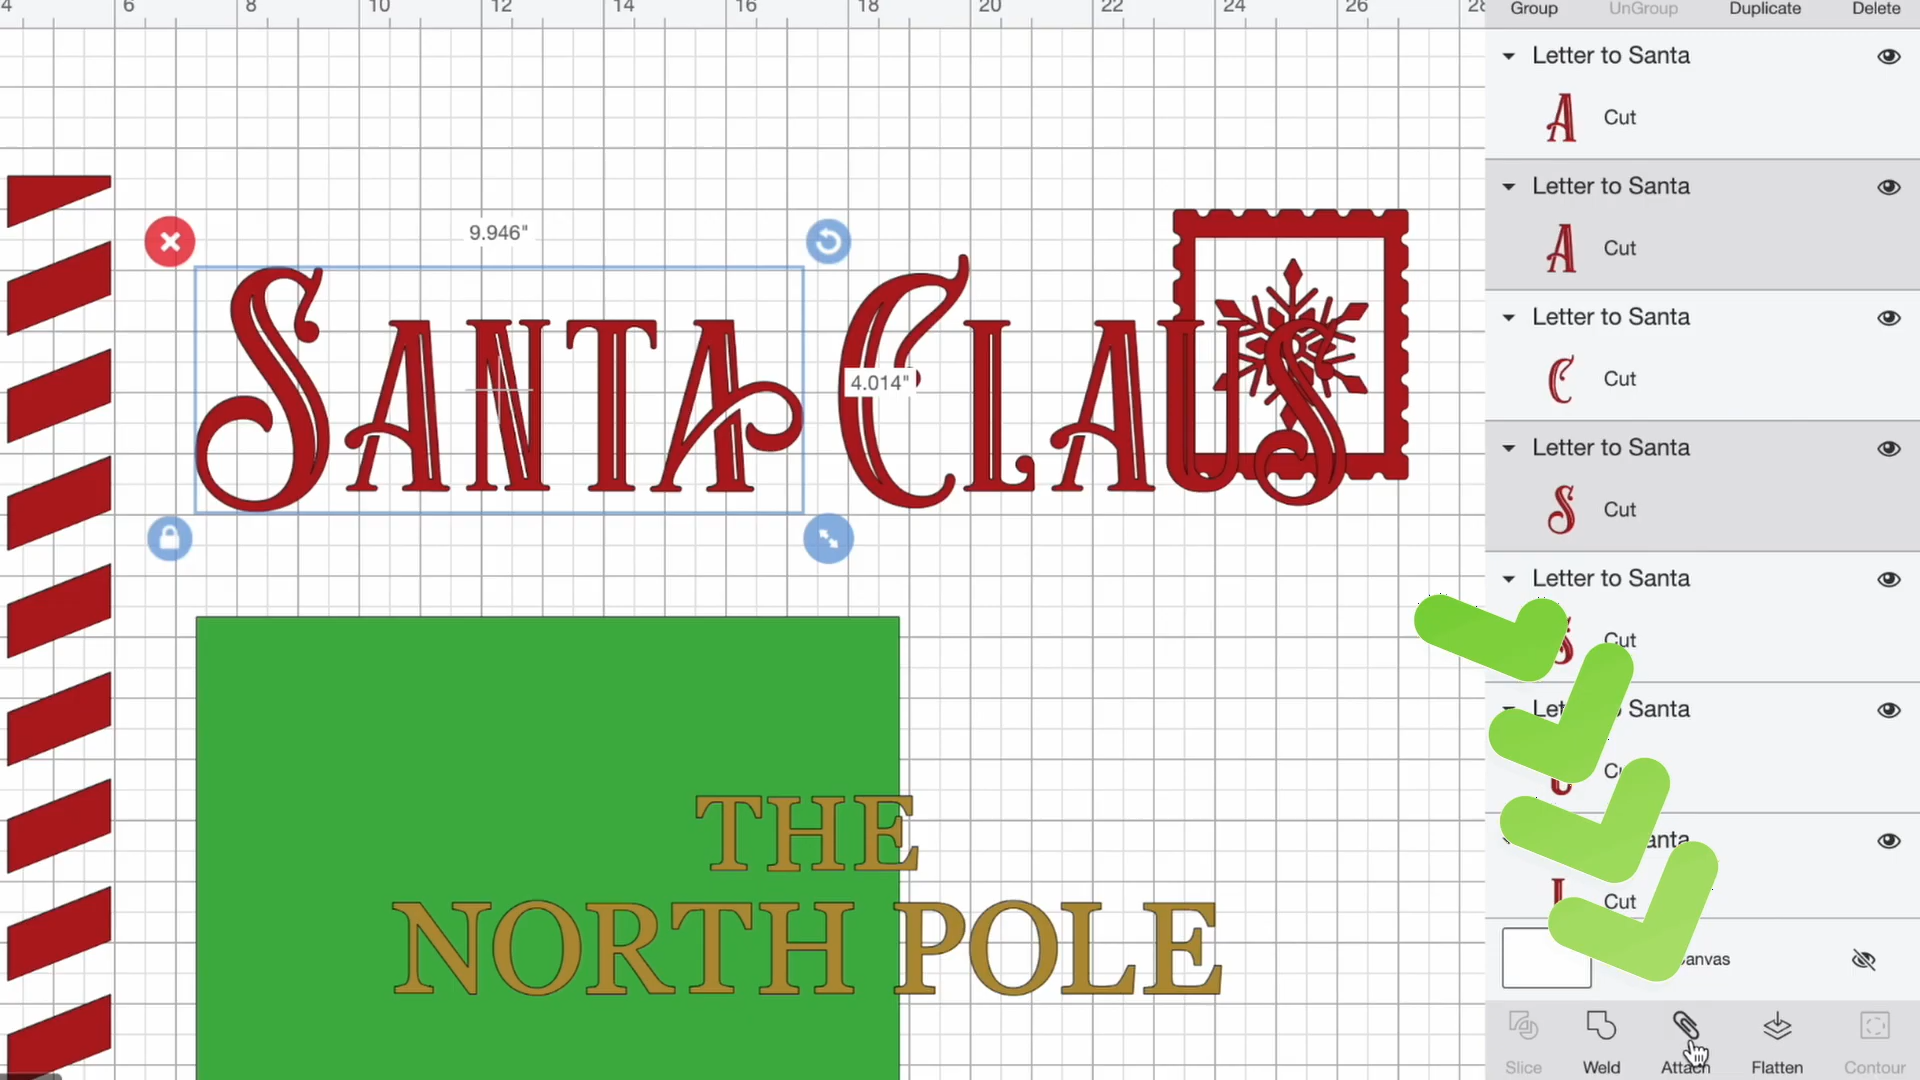 4 6 8 10 12 14 16 18 20 22 24 26 28
Group UnGroup Duplicate Delete
Letter to Santa
A Cut
Letter to Santa
A Cut
Letter to Santa
C Cut
Letter to Santa
S Cut
Letter to Santa
S Cut
Santa
Cut
L Cut
9.946"
4.014"
SANTA CLAUS
THE
NORTH POLE
Slice Weld Attach Flatten Contour